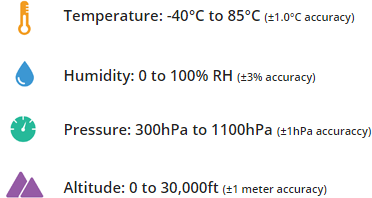 Temperature: -40°C to 85°C (±1.0°C accuracy)
Humidity: 0 to 100% RH (±3% accuracy)
Pressure: 300hPa to 1100hPa (±1hPa accuraccy)
Altitude: 0 to 30,000ft (±1 meter accuracy)